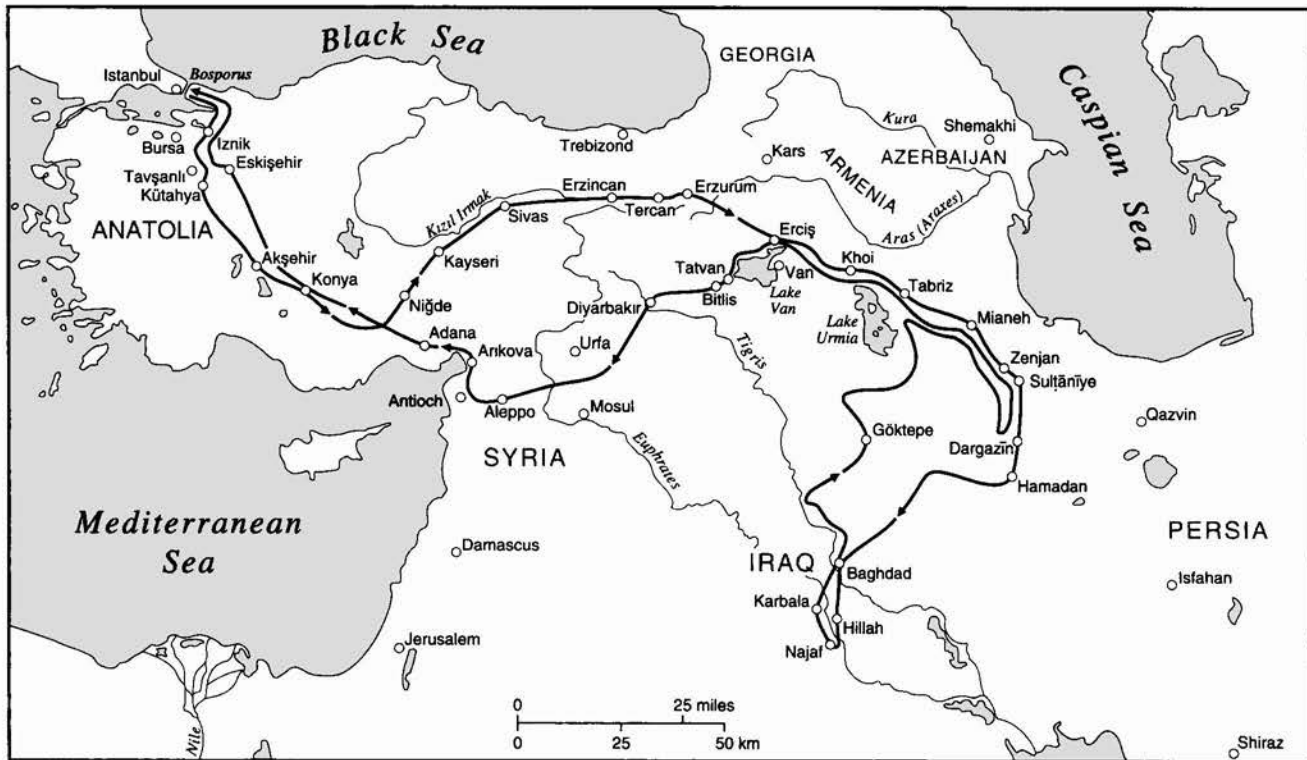 Black Sea
GEORGIA
Caspian
Sea
Istanbul
Bosporus
Kura
Shemakhi
Trebizond
Bursa
Iznik
Kars
AZERBAIJAN
Eskişehir
ARMENIA
Tavşanlı
Kütahya
Erzincan
Erzurum
Tercan
Kızıl Irmak
Sivas
ANATOLIA
Aras (Araxes)
Erciş
Akşehir
Kayseri
Khoi
Konya
Tatvan
Van
Tabriz
Bitlis
Lake
Van
Niğde
Diyarbakır
Lake
Urmia
Mianeh
Adana
Arıkova
Urfa
Tigris
Zenjan
Sulṭānīye
Antioch
Aleppo
Mosul
Qazvin
Göktepe
SYRIA
Euphrates
Dargazīn
Hamadan
Mediterranean
Sea
PERSIA
Damascus
IRAQ
Baghdad
Isfahan
Karbala
Hillah
Jerusalem
Najaf
0 25 miles
0 25 50 km
Nile
Shiraz